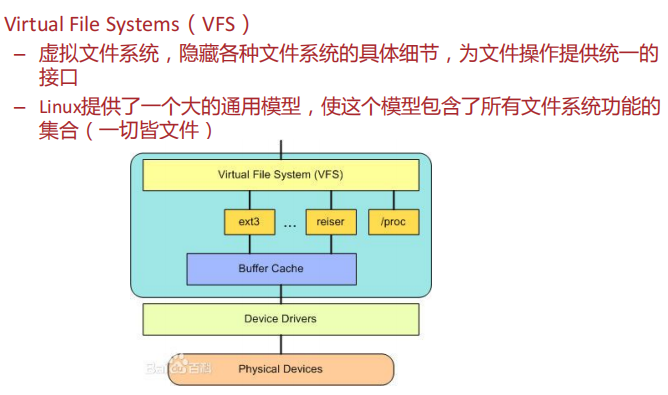 Virtual File Systems（VFS）
– 虚拟文件系统，隐藏各种文件系统的具体细节，为文件操作提供统一的
接口
– Linux提供了一个大的通用模型，使这个模型包含了所有文件系统功能的
集合（一切皆文件）
Virtual File System (VFS)
ext3 ... reiser /proc
Buffer Cache
Device Drivers
Baidu百科
Physical Devices